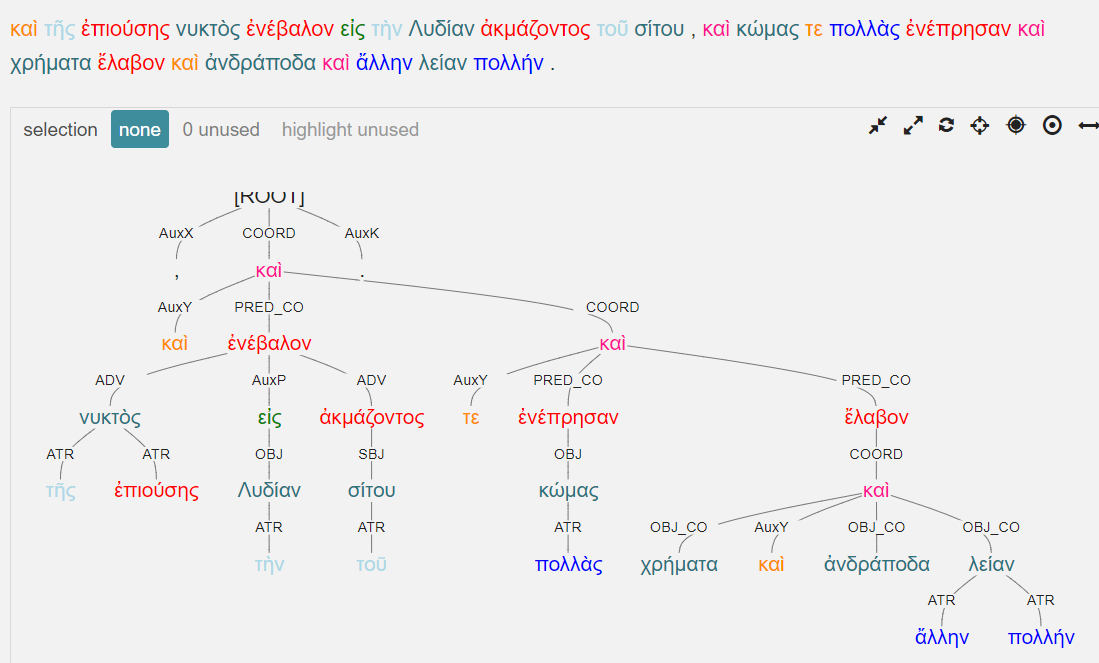 καὶ τῆς ἐπιούσης νυκτὸς ἐνέβαλον εἰς τὴν Λυδίαν ἀκμάζοντος τοῦ σίτου , καὶ κώμας τε πολλὰς ἐνέπρησαν καὶ
χρήματα ἔλαβον καὶ ἀνδράποδα καὶ ἄλλην λείαν πολλήν .
selection none 0 unused highlight unused
[ROOT]
AuxX COORD AuxK
, καὶ .
AuxY PRED_CO COORD
καὶ ἐνέβαλον καὶ
ADV AuxP ADV AuxY PRED_CO PRED_CO
νυκτὸς εἰς ἀκμάζοντος τε ἐνέπρησαν ἔλαβον
ATR ATR OBJ SBJ OBJ COORD
τῆς ἐπιούσης Λυδίαν σίτου κώμας καὶ
ATR ATR ATR OBJ_CO AuxY OBJ_CO OBJ_CO
τὴν τοῦ πολλὰς χρήματα καὶ ἀνδράποδα λείαν
ATR ATR
ἄλλην πολλήν